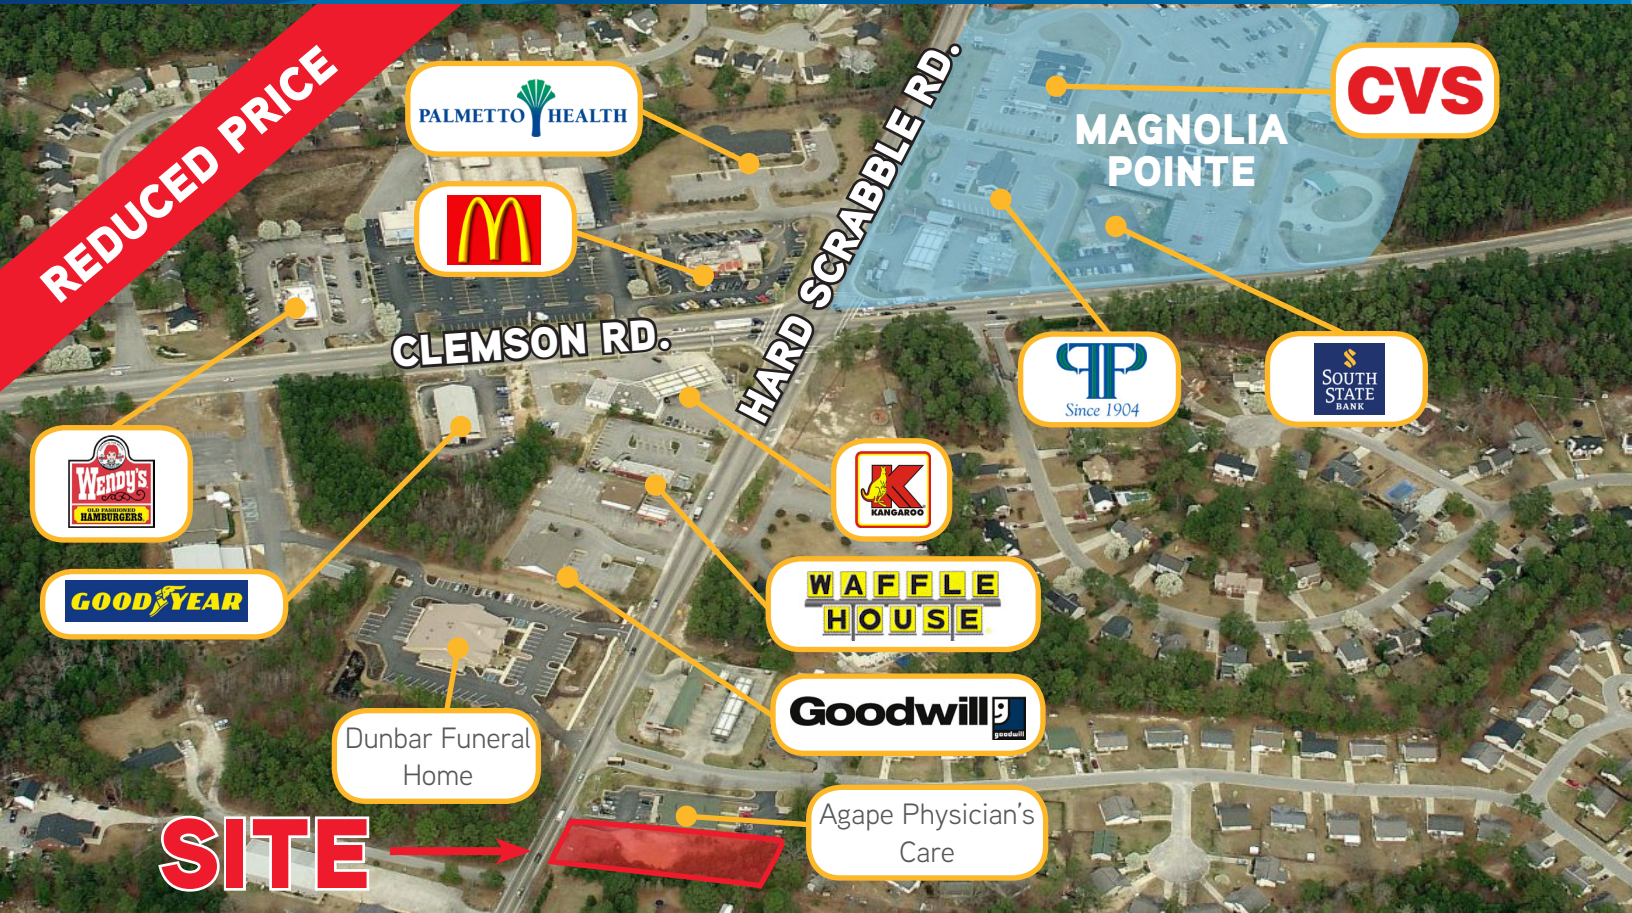 REDUCED PRICE
PALMETTO HEALTH
CVS
MAGNOLIA
POINTE
HARD SCRABBLE RD.
CLEMSON RD.
Since 1904
SOUTH
STATE
BANK
WENDY'S
OLD FASHIONED
HAMBURGERS.
K
KANGAROO
GOODYEAR
WAFFLE
HOUSE
Goodwill
goodwill
Dunbar Funeral
Home
Agape Physician's
Care
SITE